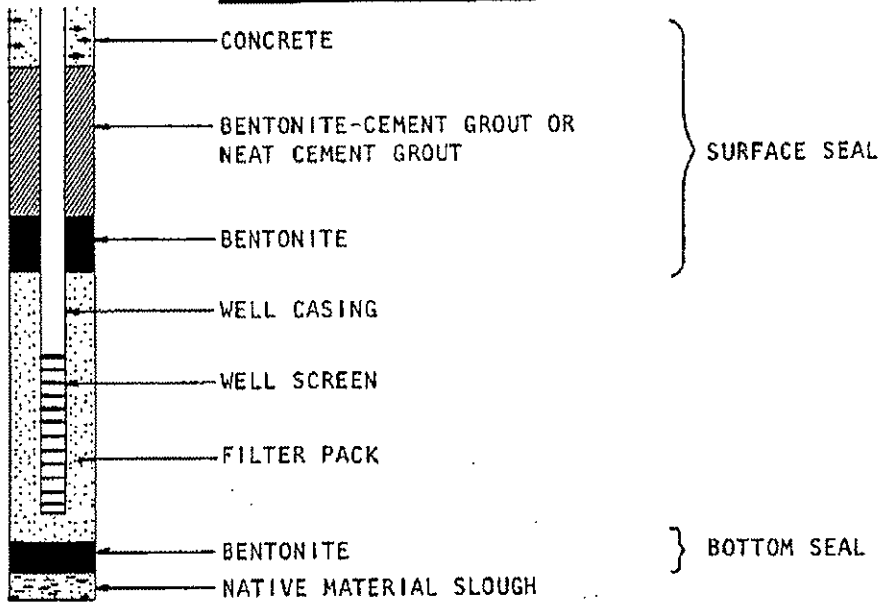 CONCRETE
BENTONITE-CEMENT GROUT OR
NEAT CEMENT GROUT
SURFACE SEAL
BENTONITE
WELL CASING
WELL SCREEN
FILTER PACK
BENTONITE
BOTTOM SEAL
NATIVE MATERIAL SLOUGH